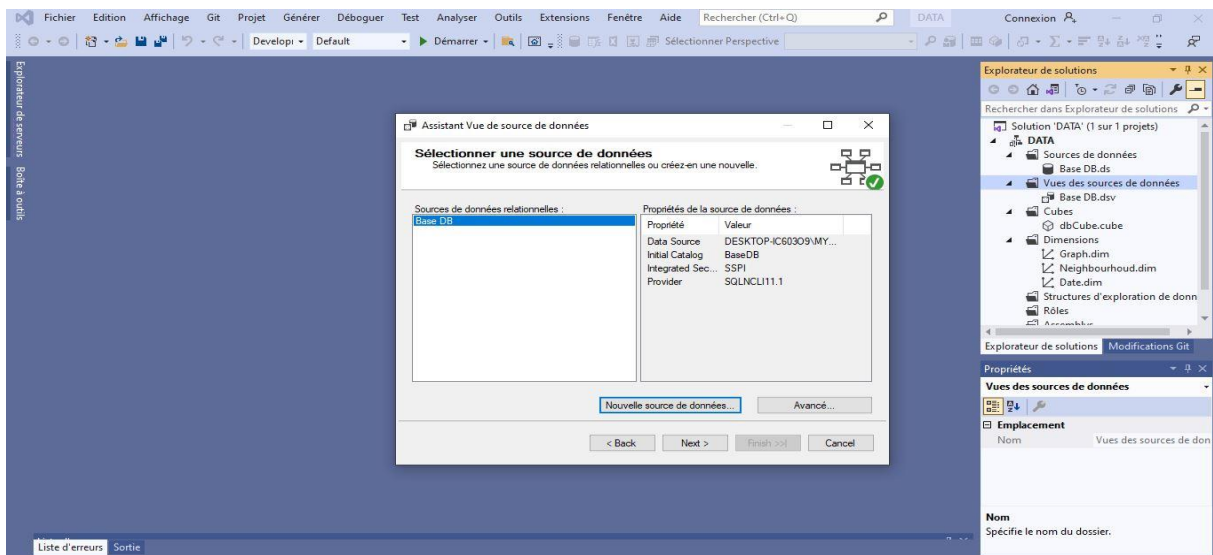 Fichier Edition Affichage Git Projet Générer Déboguer Test Analyser Outils Extensions Fenêtre Aide Rechercher (Ctrl+Q) DATA Connexion
Developı Default Démarrer Sélectionner Perspective
Explorateur de serveurs
Boîte à outils
Assistant Vue de source de données
Sélectionner une source de données
Sélectionnez une source de données relationnelles ou créez-en une nouvelle.
Sources de données relationnelles :
Base DB
Propriétés de la source de données :
Propriété Valeur
Data Source DESKTOP-IC603O9\MY...
Initial Catalog BaseDB
Integrated Sec... SSPI
Provider SQLNCLI11.1
Nouvelle source de données... Avancé...
< Back Next > Finish >>| Cancel
Explorateur de solutions
Rechercher dans Explorateur de solutions
Solution 'DATA' (1 sur 1 projets)
DATA
Sources de données
Base DB.ds
Vues des sources de données
Base DB.dsv
Cubes
dbCube.cube
Dimensions
Graph.dim
Neighbourhoud.dim
Date.dim
Structures d'exploration de donn
Rôles
Explorateur de solutions Modifications Git
Propriétés
Vues des sources de données
Emplacement
Nom Vues des sources de don
Nom
Spécifie le nom du dossier.
Liste d'erreurs Sortie